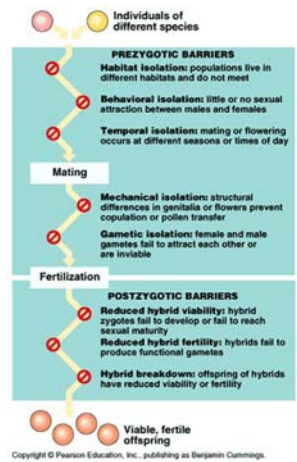 Individuals of
different species
PREZYGOTIC BARRIERS
Habitat isolation: populations live in
different habitats and do not meet
Behavioral isolation: little or no sexual
attraction between males and females
Temporal isolation: mating or flowering
occurs at different seasons or times of day
Mating
Mechanical isolation: structural
differences in genitalia or flowers prevent
copulation or pollen transfer
Gametic isolation: female and male
gametes fail to attract each other or
are inviable
Fertilization
POSTZYGOTIC BARRIERS
Reduced hybrid viability: hybrid
zygotes fail to develop or fail to reach
sexual maturity
Reduced hybrid fertility: hybrids fail to
produce functional gametes
Hybrid breakdown: offspring of hybrids
have reduced viability or fertility
Viable, fertile
offspring
Copyright © Pearson Education, Inc., publishing as Benjamin Cummings.